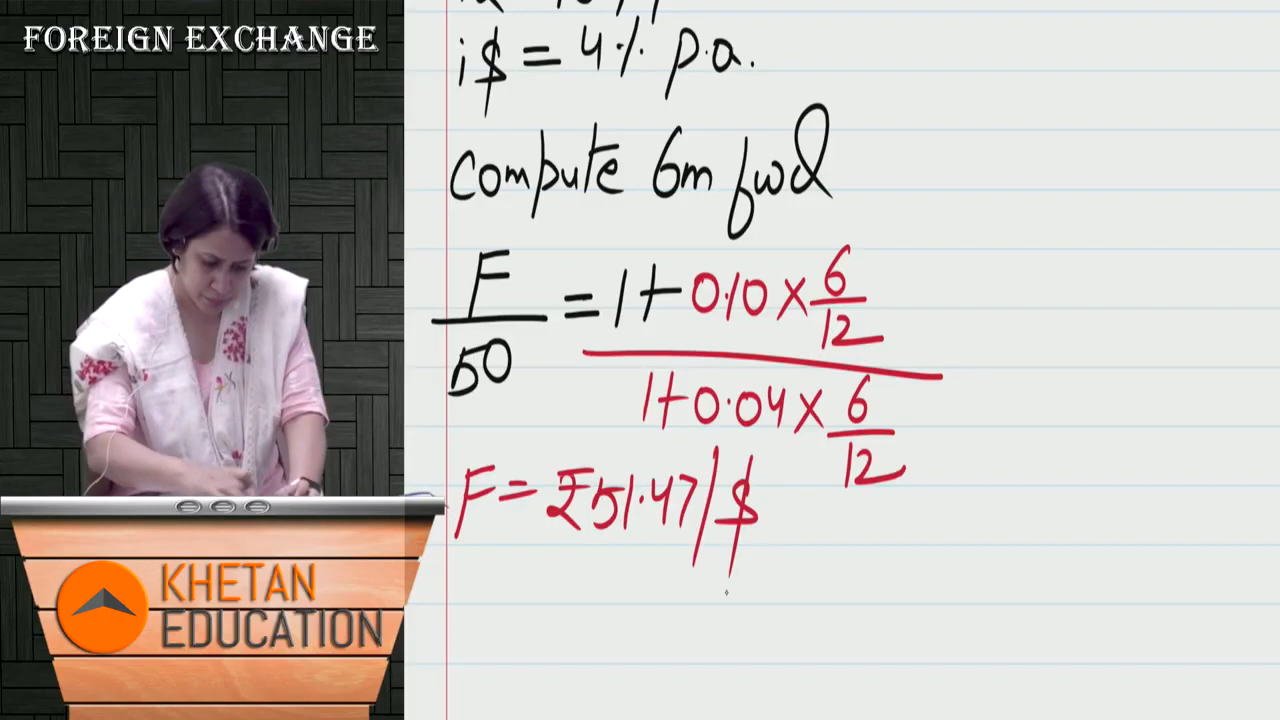 FOREIGN EXCHANGE
i$ = 4% p.a.
compute 6m fwd
F/50 = 1+0.10 × 6/12
1+0.04 × 6/12
F = ₹51.47/$
KHETAN
EDUCATION